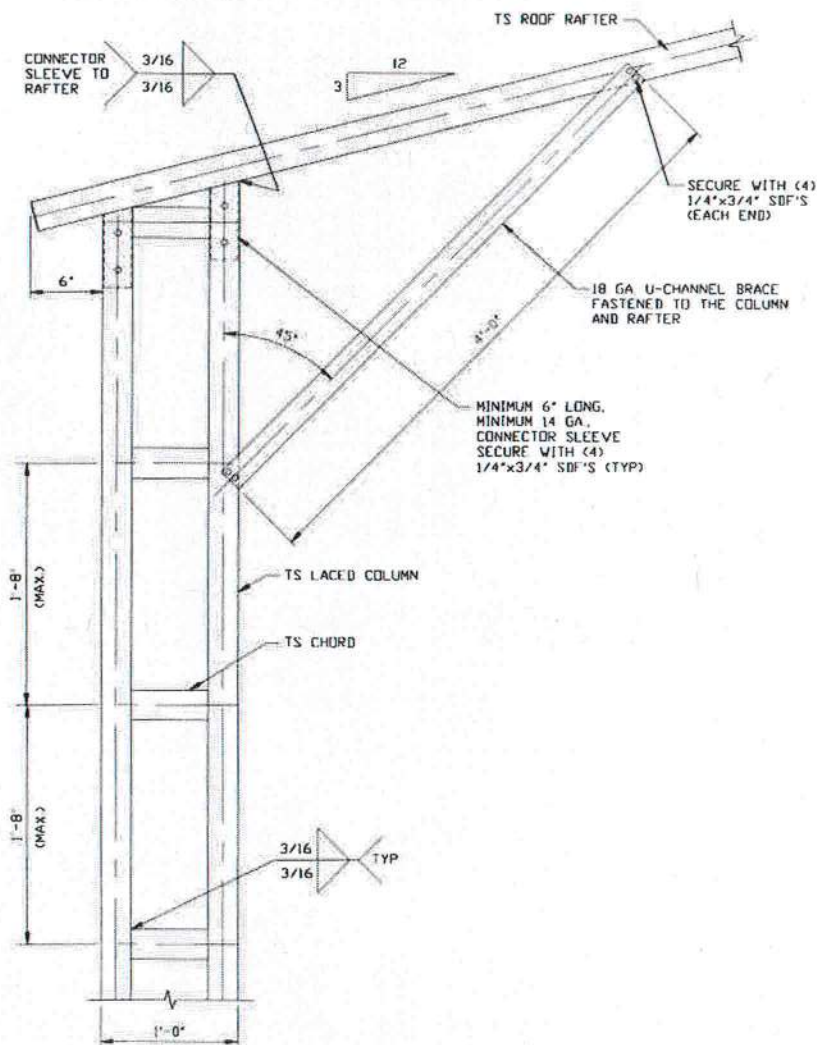 TS ROOF RAFTER
CONNECTOR
SLEEVE TO
RAFTER
3/16
3/16
12
3
SECURE WITH (4)
1/4"x3/4" SDF'S
(EACH END)
6"
18 GA U-CHANNEL BRACE
FASTENED TO THE COLUMN
AND RAFTER
45°
4'-0"
MINIMUM 6" LONG,
MINIMUM 14 GA.,
CONNECTOR SLEEVE
SECURE WITH (4)
1/4"x3/4" SDF'S (TYP)
1'-8"
(MAX.)
TS LACED COLUMN
TS CHORD
1'-8"
(MAX.)
3/16
3/16
TYP
1'-0"